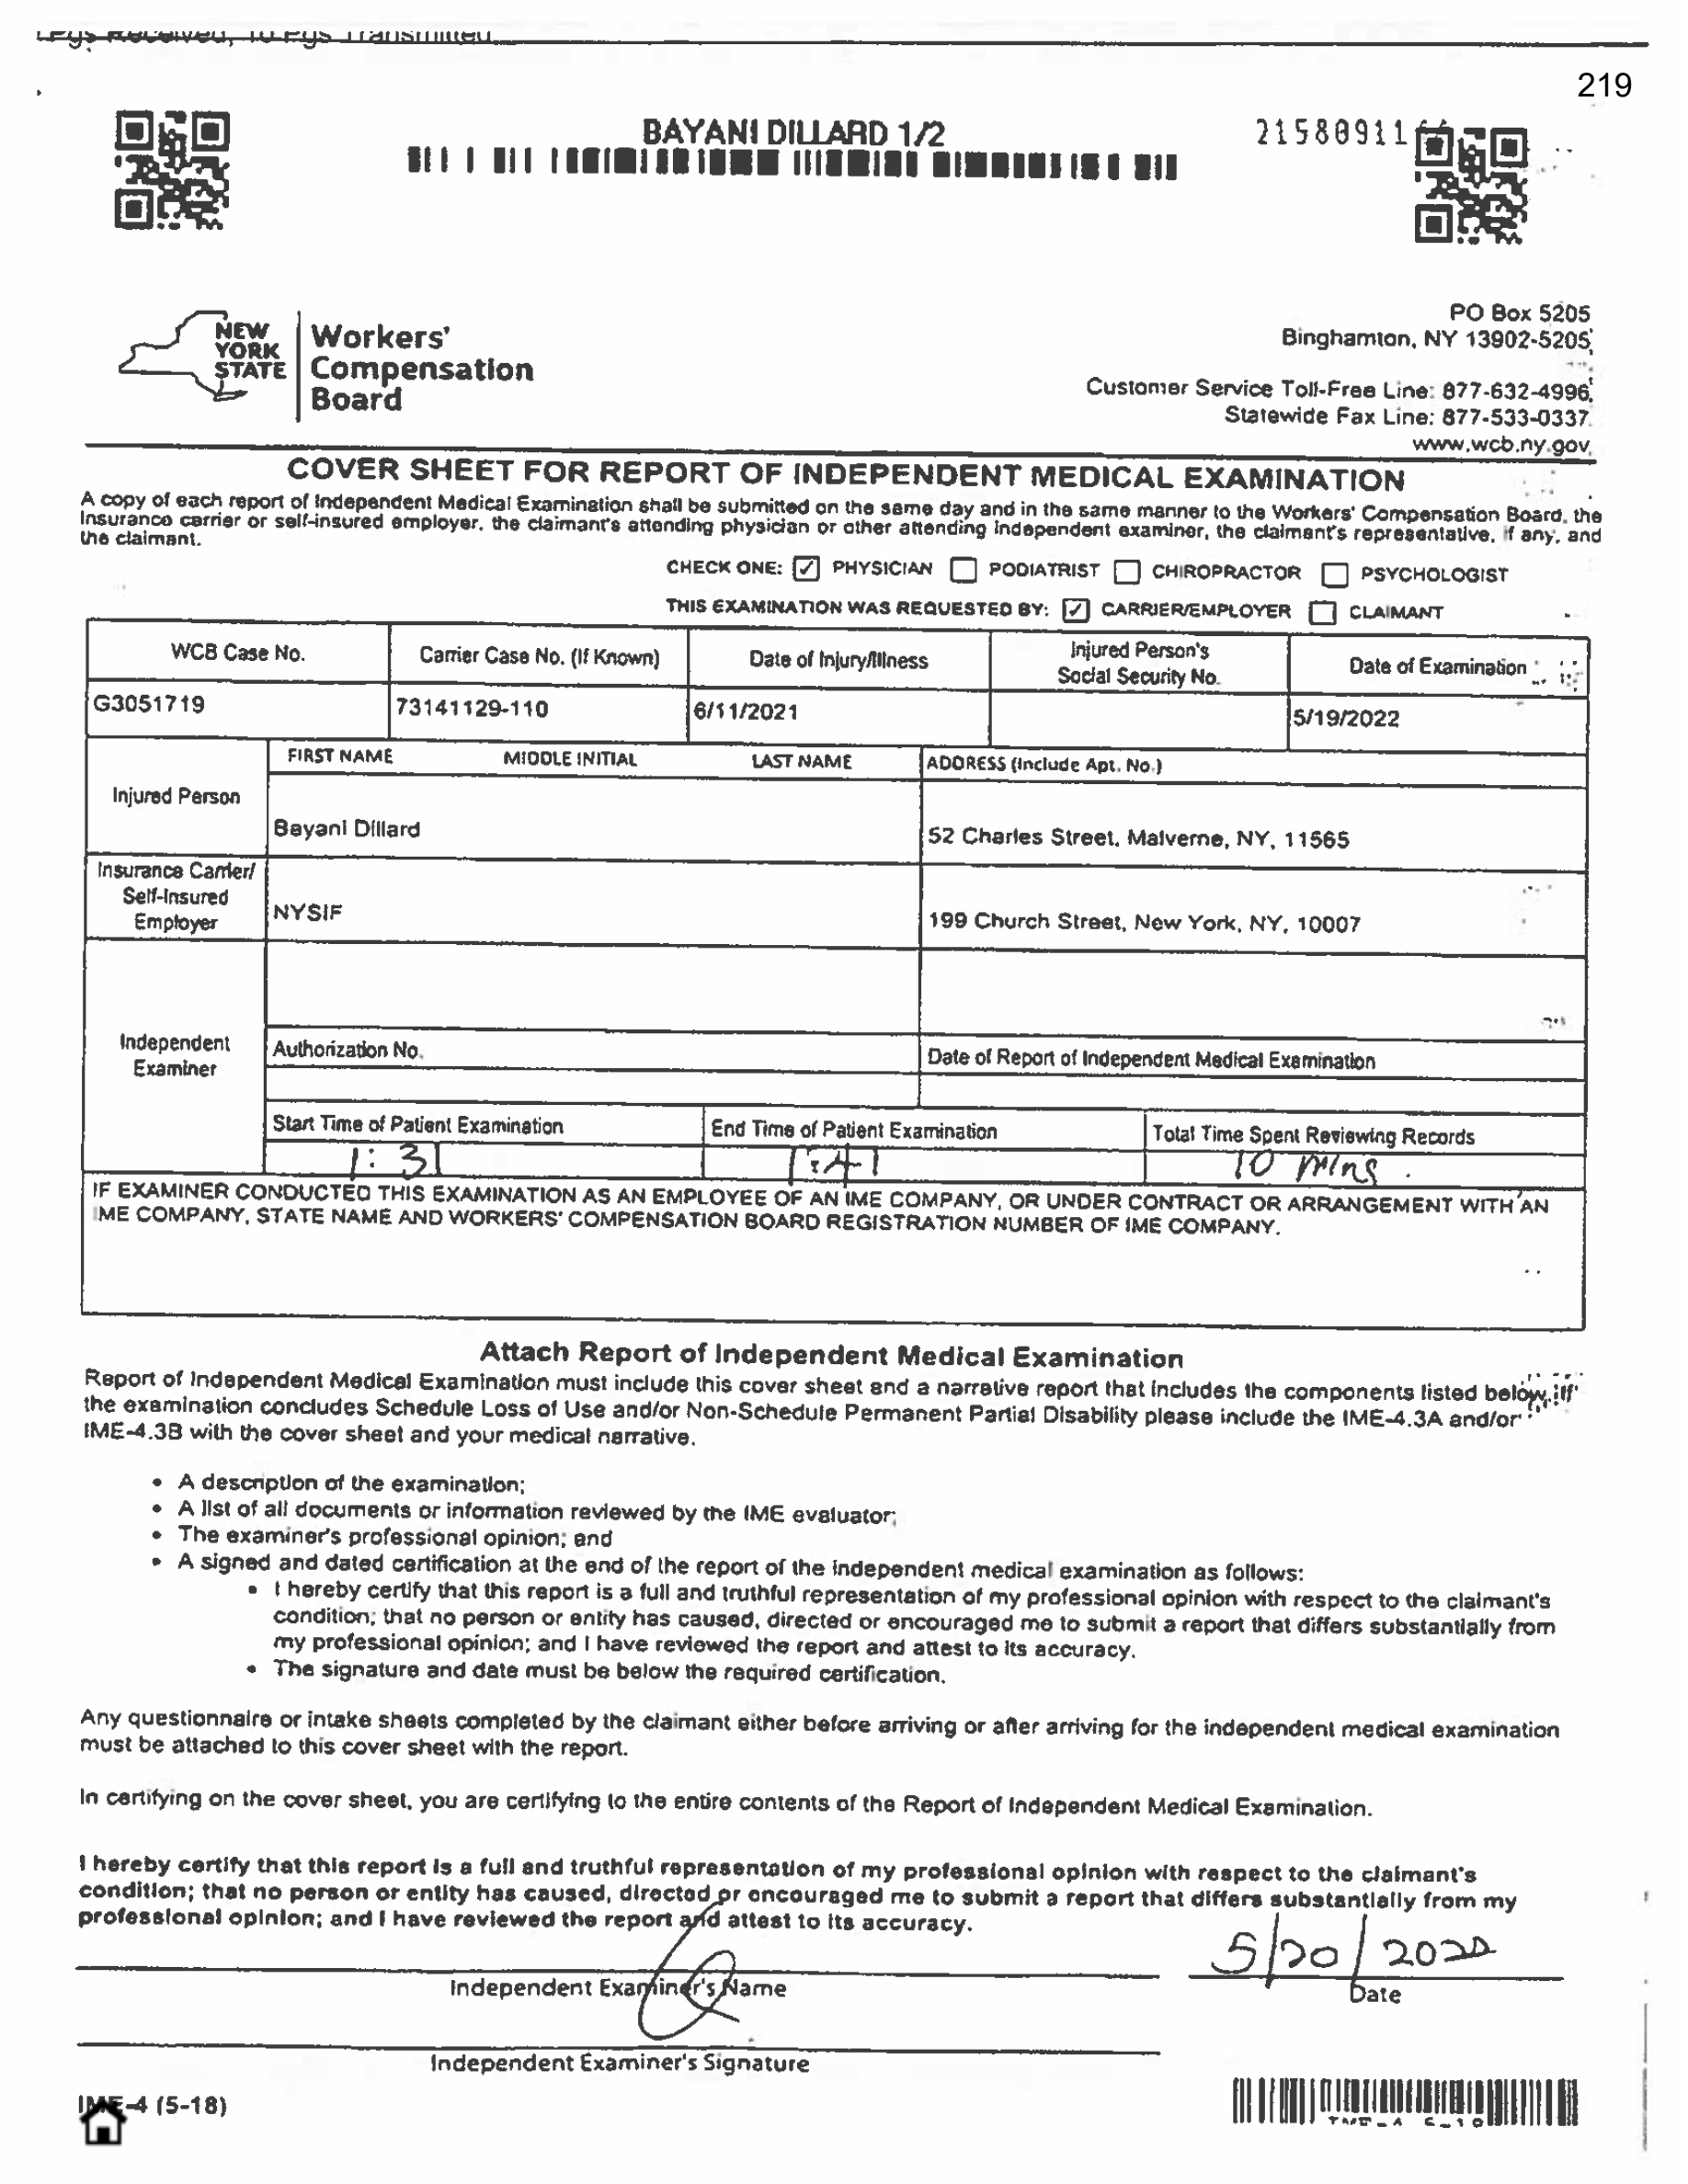 219
BAYANI DILLARD 1/2
21580911
NEW YORK STATE
Workers' Compensation Board
PO Box 5205
Binghamton, NY 13902-5205
Customer Service Toll-Free Line: 877-632-4996
Statewide Fax Line: 877-533-0337
www.wcb.ny.gov
COVER SHEET FOR REPORT OF INDEPENDENT MEDICAL EXAMINATION
A copy of each report of Independent Medical Examination shall be submitted on the same day and in the same manner to the Workers' Compensation Board, the
insurance carrier or self-insured employer, the claimant's attending physician or other attending independent examiner, the claimant's representative, if any, and
the claimant.
CHECK ONE: ✓ PHYSICIAN PODIATRIST CHIROPRACTOR PSYCHOLOGIST
THIS EXAMINATION WAS REQUESTED BY: ✓ CARRIER/EMPLOYER CLAIMANT
WCB Case No. Carrier Case No. (If Known) Date of Injury/Illness Injured Person's Social Security No. Date of Examination
G3051719 73141129-110 6/11/2021 5/19/2022
FIRST NAME MIDDLE INITIAL LAST NAME ADDRESS (Include Apt. No.)
Injured Person
Bayani Dillard 52 Charles Street, Malverne, NY, 11565
Insurance Carrier/
Self-Insured
Employer
NYSIF 199 Church Street, New York, NY, 10007
Independent
Examiner
Authorization No. Date of Report of Independent Medical Examination
Start Time of Patient Examination End Time of Patient Examination Total Time Spent Reviewing Records
1:31 1:41 10 mins.
IF EXAMINER CONDUCTED THIS EXAMINATION AS AN EMPLOYEE OF AN IME COMPANY, OR UNDER CONTRACT OR ARRANGEMENT WITH AN
IME COMPANY, STATE NAME AND WORKERS' COMPENSATION BOARD REGISTRATION NUMBER OF IME COMPANY.
Attach Report of Independent Medical Examination
Report of Independent Medical Examination must include this cover sheet and a narrative report that includes the components listed below. If
the examination concludes Schedule Loss of Use and/or Non-Schedule Permanent Partial Disability please include the IME-4.3A and/or
IME-4.3B with the cover sheet and your medical narrative.
• A description of the examination;
• A list of all documents or information reviewed by the IME evaluator;
• The examiner's professional opinion; and
• A signed and dated certification at the end of the report of the independent medical examination as follows:
• I hereby certify that this report is a full and truthful representation of my professional opinion with respect to the claimant's
condition; that no person or entity has caused, directed or encouraged me to submit a report that differs substantially from
my professional opinion; and I have reviewed the report and attest to its accuracy.
• The signature and date must be below the required certification.
Any questionnaire or intake sheets completed by the claimant either before arriving or after arriving for the independent medical examination
must be attached to this cover sheet with the report.
In certifying on the cover sheet, you are certifying to the entire contents of the Report of Independent Medical Examination.
I hereby certify that this report is a full and truthful representation of my professional opinion with respect to the claimant's
condition; that no person or entity has caused, directed or encouraged me to submit a report that differs substantially from my
professional opinion; and I have reviewed the report and attest to its accuracy.
5/20/2022
Independent Examiner's Name Date
Independent Examiner's Signature
IME-4 (5-18)